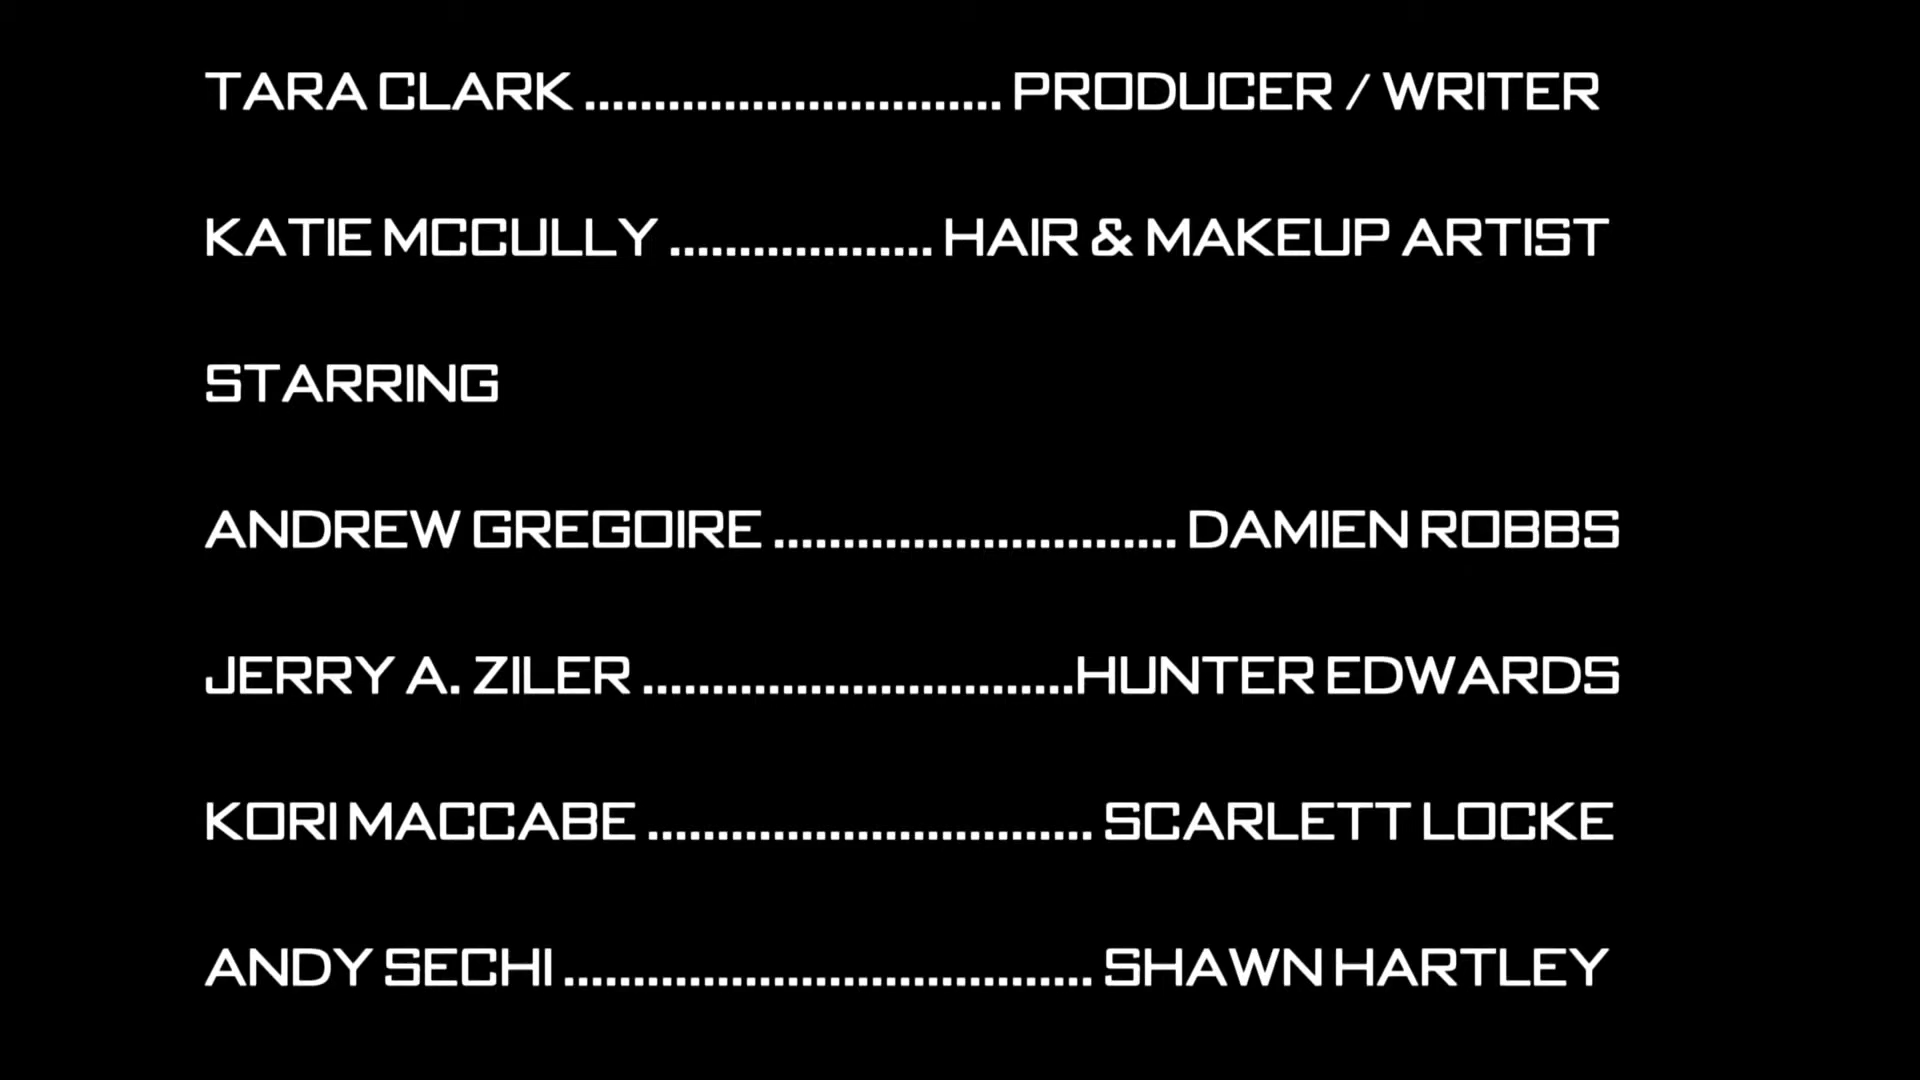 TARA CLARK .............................. PRODUCER / WRITER
KATIE MCCULLY ................... HAIR & MAKEUP ARTIST
STARRING
ANDREW GREGOIRE ............................. DAMIEN ROBBS
JERRY A. ZILER ...............................HUNTER EDWARDS
KORI MACCABE ................................ SCARLETT LOCKE
ANDY SECHI ...................................... SHAWN HARTLEY